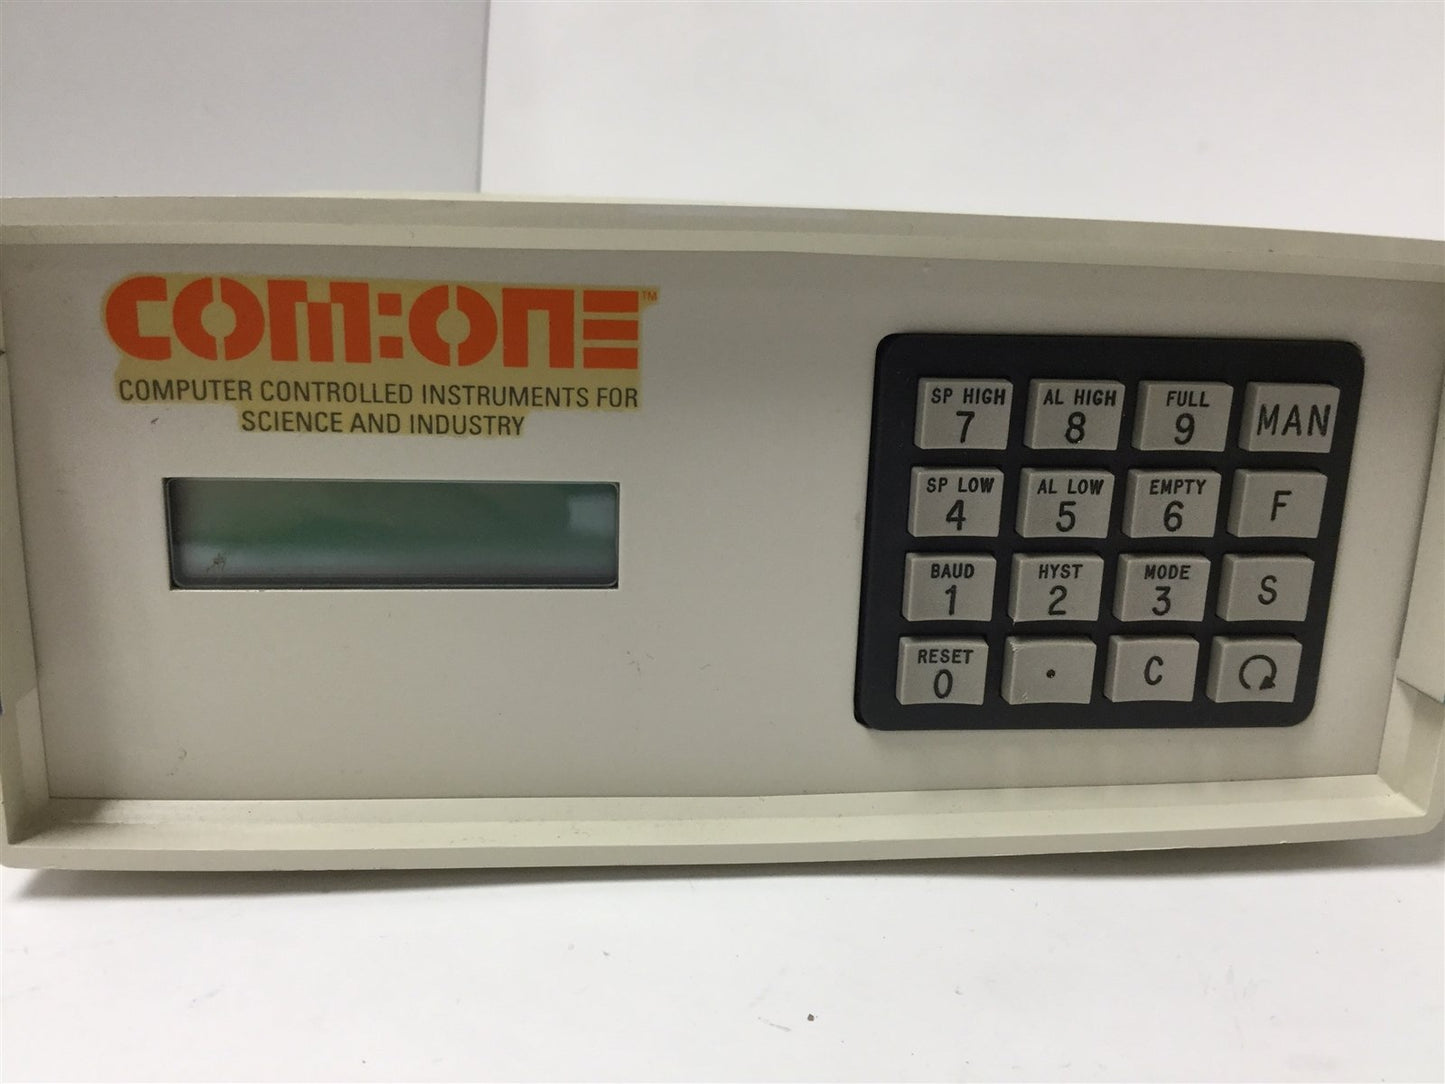 COM:ONE™
COMPUTER CONTROLLED INSTRUMENTS FOR
SCIENCE AND INDUSTRY
SP HIGH AL HIGH FULL
7 8 9 MAN
SP LOW AL LOW EMPTY
4 5 6 F
BAUD HYST MODE
1 2 3 S
RESET
0 . C